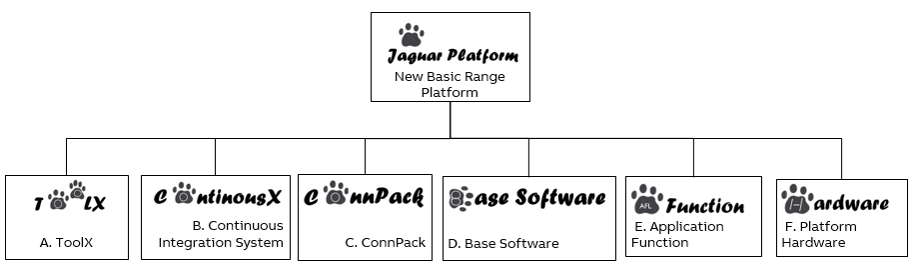 Jaguar Platform
New Basic Range
Platform
ToolX
ContinousX
ConnPack
Base Software
AFL Function
Hardware
A. ToolX
B. Continous
Integration System
C. ConnPack
D. Base Software
E. Application
Function
F. Platform
Hardware